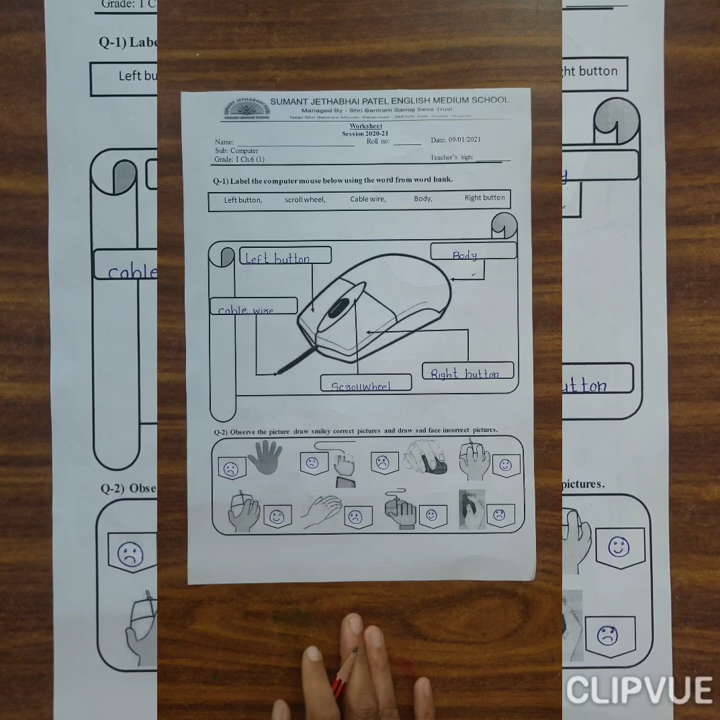 SUMANT JETHABHAI PATEL ENGLISH MEDIUM SCHOOL
Managed By - Shri Santram Samaj Seva Trust
Worksheet
Session 2020-21
Name: Roll no: Date: 09/01/2021
Sub: Computer
Grade: I Ch.6 (1) Teacher's sign:
Q-1) Label the computer mouse below using the word from word bank.
Left button, scroll wheel, Cable wire, Body, Right button
Left button
Body
Cable wire
Right button
Scrollwheel
Q-2) Observe the picture draw smiley correct pictures and draw sad face incorrect pictures.
Grade: I C
Q-1) Labe
Left bu
ght button
cable
utton
Q-2) Obse
pictures.
CLIPVUE